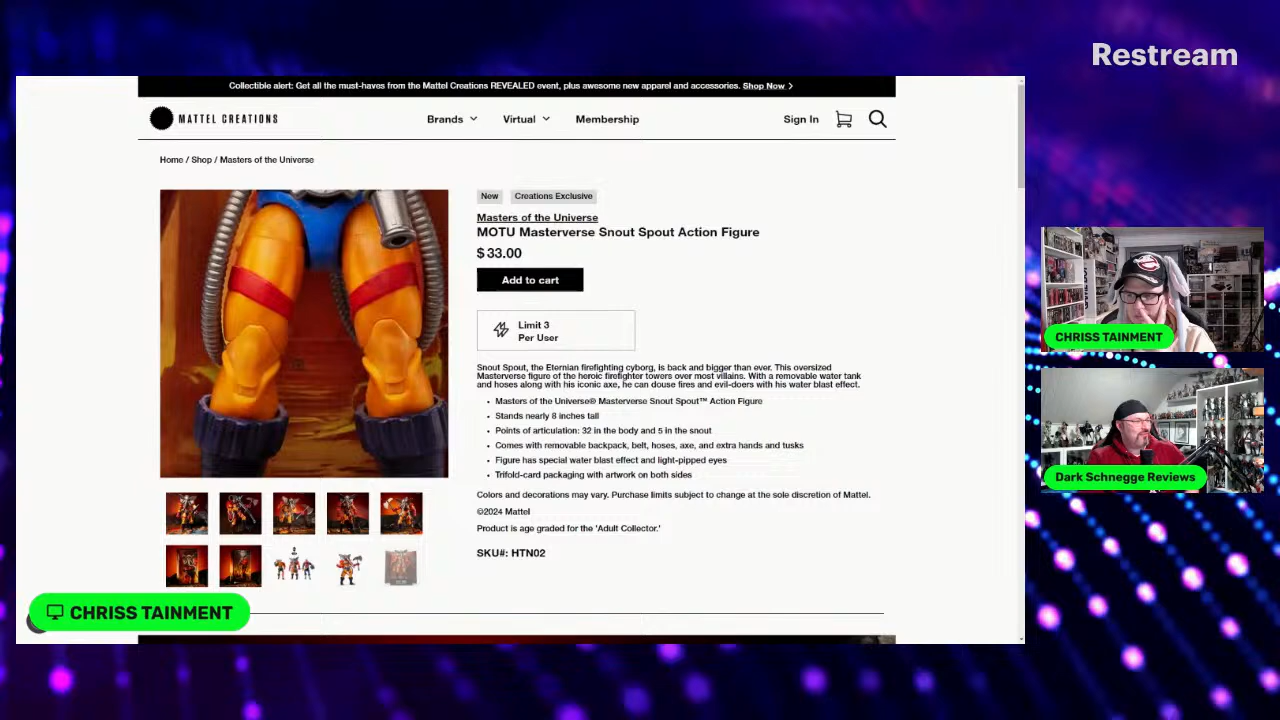 Restream
Collectible alert: Get all the must-haves from the Mattel Creations REVEALED event, plus awesome new apparel and accessories. Shop Now >
MATTEL CREATIONS
Brands
Virtual
Membership
Sign In
Home / Shop / Masters of the Universe
New
Creations Exclusive
Masters of the Universe
MOTU Masterverse Snout Spout Action Figure
$33.00
Add to cart
Limit 3
Per User
Snout Spout, the Eternian firefighting cyborg, is back and bigger than ever. This oversized
Masterverse figure of the heroic firefighter towers over most villains. With a removable water tank
and hoses along with his iconic axe, he can douse fires and evil-doers with his water blast effect.
• Masters of the Universe® Masterverse Snout Spout™ Action Figure
• Stands nearly 8 inches tall
• Points of articulation: 32 in the body and 5 in the snout
• Comes with removable backpack, belt, hoses, axe, and extra hands and tusks
• Figure has special water blast effect and light-pipped eyes
• Trifold-card packaging with artwork on both sides
Colors and decorations may vary. Purchase limits subject to change at the sole discretion of Mattel.
©2024 Mattel
Product is age graded for the 'Adult Collector.'
SKU#: HTN02
CHRISS TAINMENT
CHRISS TAINMENT
Dark Schnegge Reviews